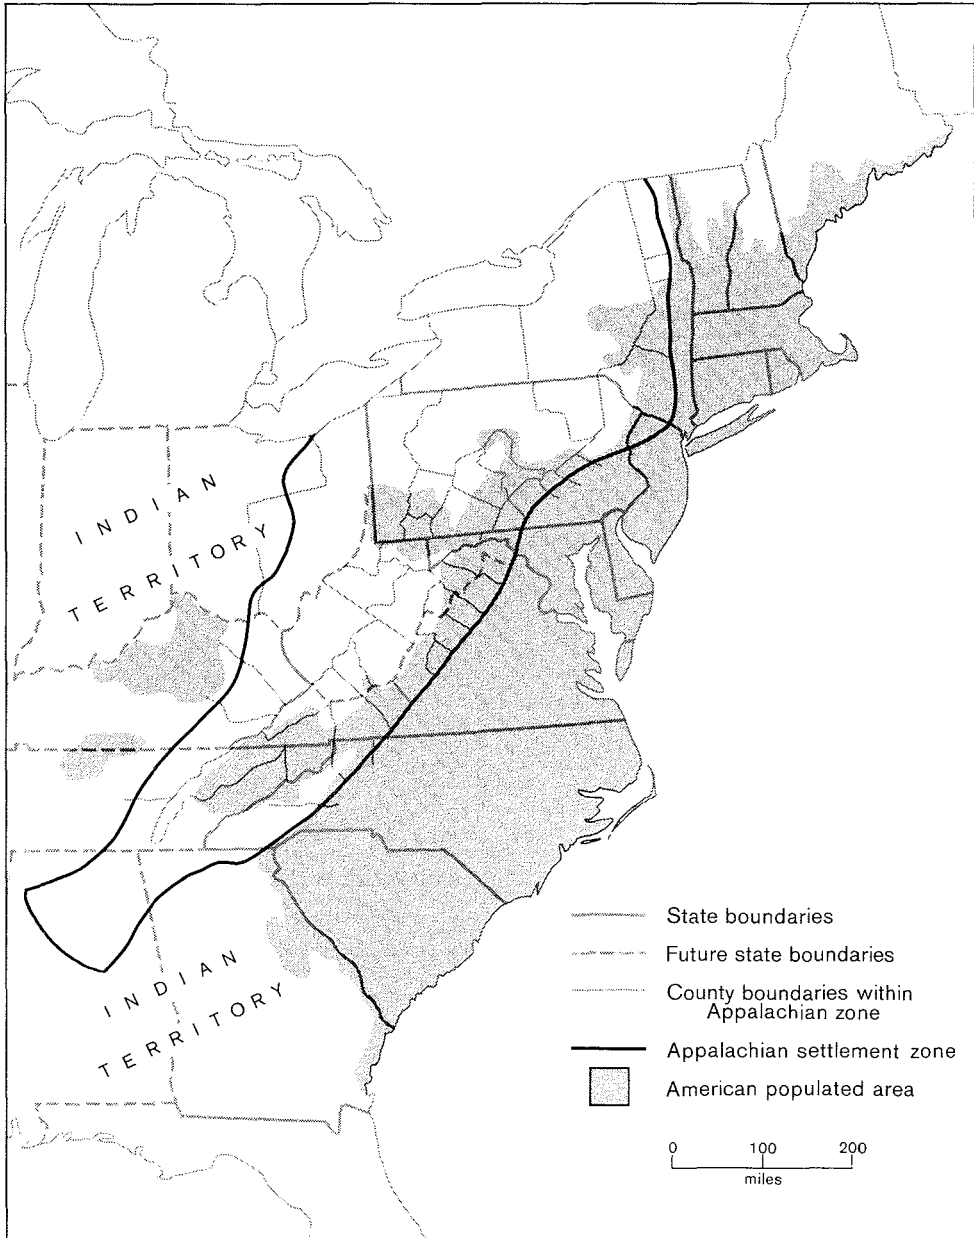 INDIAN
TERRITORY
INDIAN
TERRITORY
State boundaries
Future state boundaries
County boundaries within
Appalachian zone
Appalachian settlement zone
American populated area
0 100 200
miles